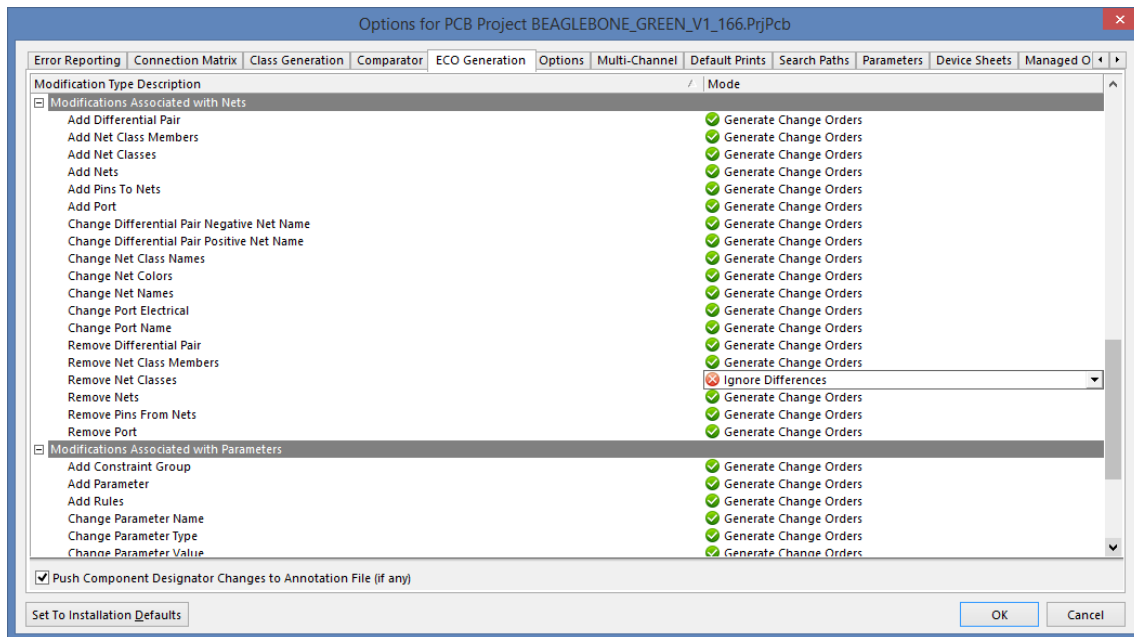 Options for PCB Project BEAGLEBONE_GREEN_V1_166.PrjPcb
Error Reporting Connection Matrix Class Generation Comparator ECO Generation Options Multi-Channel Default Prints Search Paths Parameters Device Sheets Managed O
Modification Type Description Mode
Modifications Associated with Nets
Add Differential Pair Generate Change Orders
Add Net Class Members Generate Change Orders
Add Net Classes Generate Change Orders
Add Nets Generate Change Orders
Add Pins To Nets Generate Change Orders
Add Port Generate Change Orders
Change Differential Pair Negative Net Name Generate Change Orders
Change Differential Pair Positive Net Name Generate Change Orders
Change Net Class Names Generate Change Orders
Change Net Colors Generate Change Orders
Change Net Names Generate Change Orders
Change Port Electrical Generate Change Orders
Change Port Name Generate Change Orders
Remove Differential Pair Generate Change Orders
Remove Net Class Members Generate Change Orders
Remove Net Classes Ignore Differences
Remove Nets Generate Change Orders
Remove Pins From Nets Generate Change Orders
Remove Port Generate Change Orders
Modifications Associated with Parameters
Add Constraint Group Generate Change Orders
Add Parameter Generate Change Orders
Add Rules Generate Change Orders
Change Parameter Name Generate Change Orders
Change Parameter Type Generate Change Orders
Change Parameter Value Generate Change Orders
Push Component Designator Changes to Annotation File (if any)
Set To Installation Defaults OK Cancel